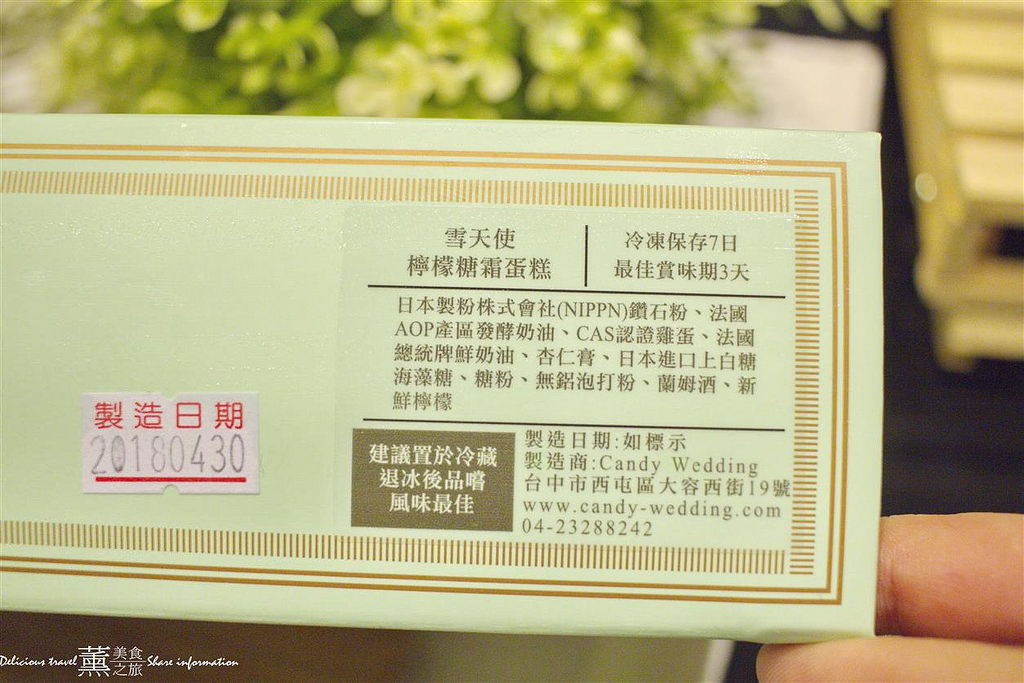 雪天使
檸檬糖霜蛋糕
冷凍保存7日
最佳賞味期3天
日本製粉株式會社(NIPPN)鑽石粉、法國
AOP產區發酵奶油、CAS認證雞蛋、法國
總統牌鮮奶油、杏仁膏、日本進口上白糖
海藻糖、糖粉、無鋁泡打粉、蘭姆酒、新
鮮檸檬
製造日期
20180430
建議置於冷藏
退冰後品嚐
風味最佳
製造日期:如標示
製造商:Candy Wedding
台中市西屯區大容西街19號
www.candy-wedding.com
04-23288242
Delicious travel 薰 美食之旅 Share information